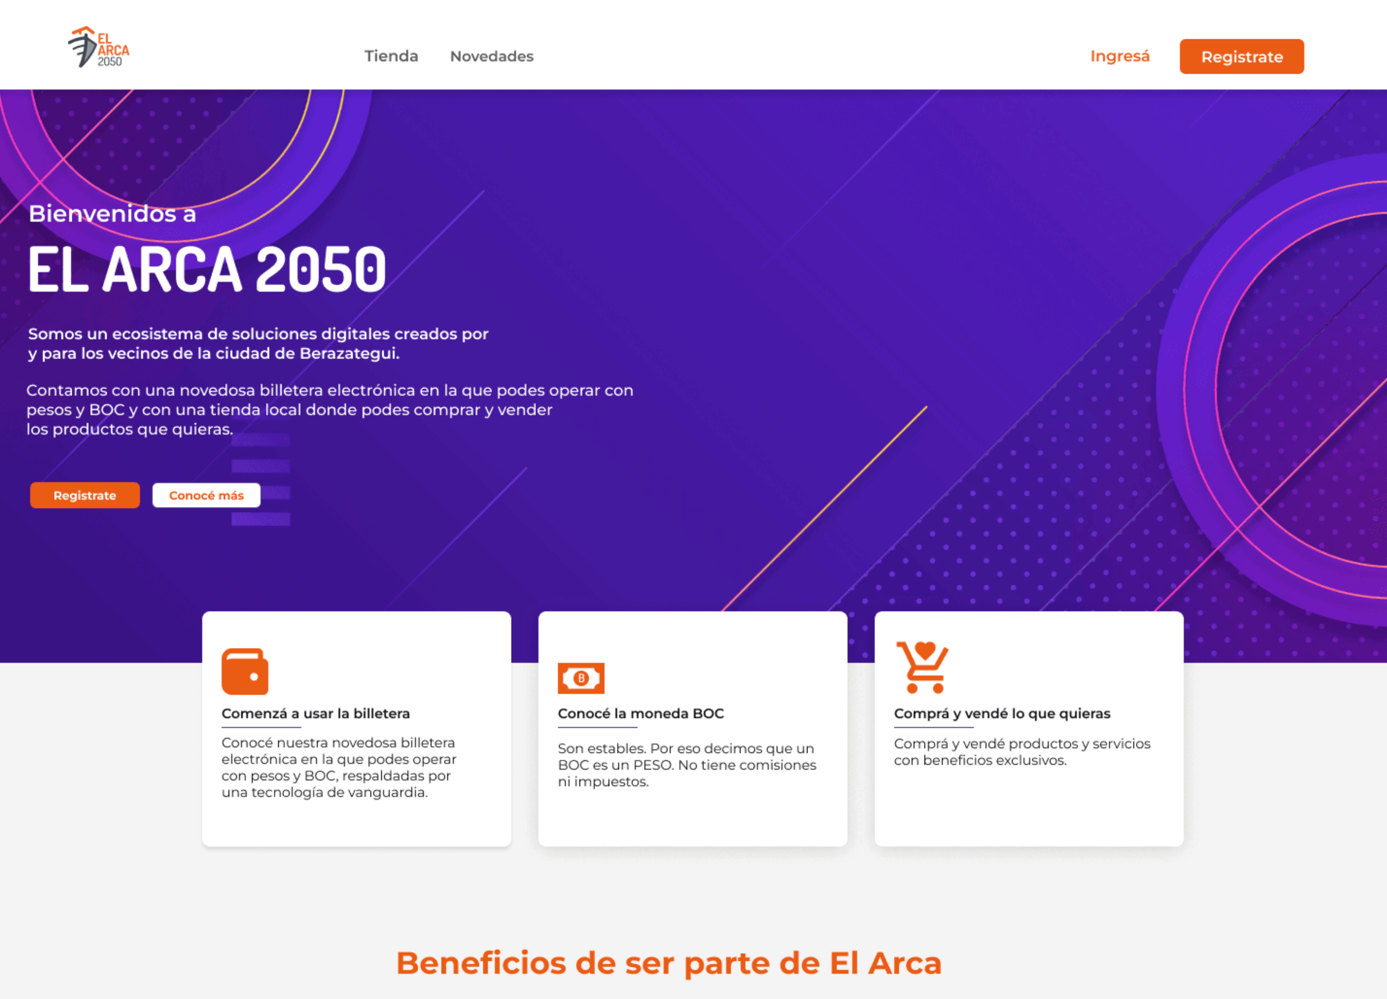 EL
ARCA
2050
Tienda
Novedades
Ingresá
Registrate
Bienvenidos a
EL ARCA 2050
Somos un ecosistema de soluciones digitales creados por
y para los vecinos de la ciudad de Berazategui.
Contamos con una novedosa billetera electrónica en la que podes operar con
pesos y BOC y con una tienda local donde podes comprar y vender
los productos que quieras.
Registrate
Conocé más
Comenzá a usar la billetera
Conocé nuestra novedosa billetera
electrónica en la que podes operar
con pesos y BOC, respaldadas por
una tecnología de vanguardia.
B
Conocé la moneda BOC
Son estables. Por eso decimos que un
BOC es un PESO. No tiene comisiones
ni impuestos.
Comprá y vendé lo que quieras
Comprá y vendé productos y servicios
con beneficios exclusivos.
Beneficios de ser parte de El Arca